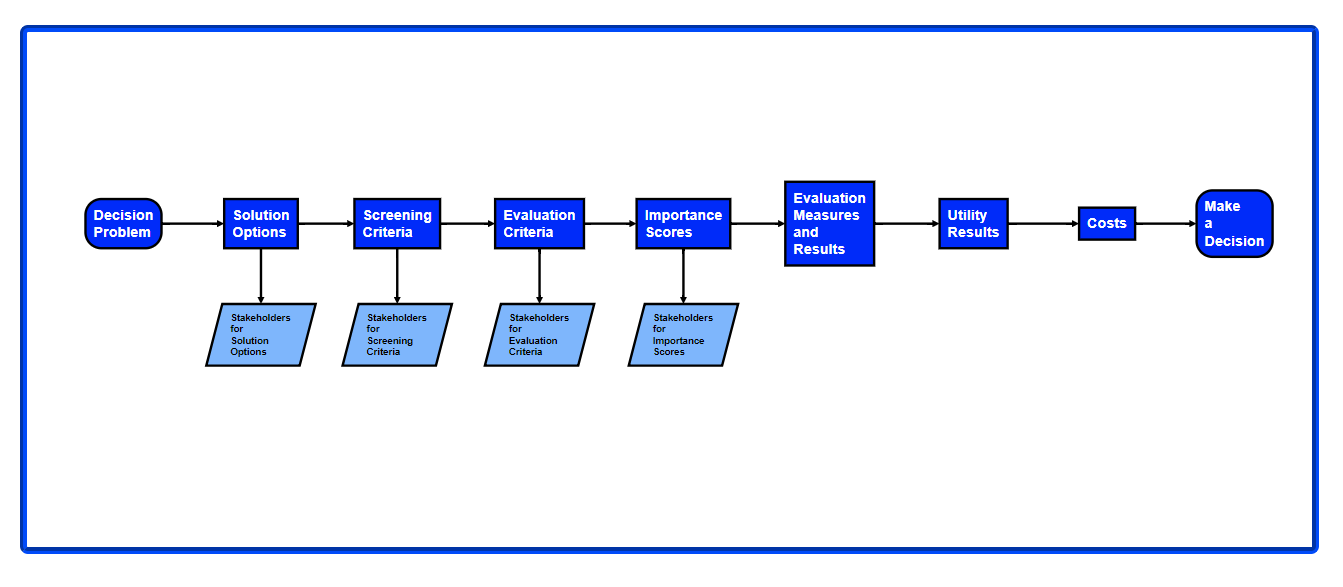 Decision
Problem
Solution
Options
Screening
Criteria
Evaluation
Criteria
Importance
Scores
Evaluation
Measures
and
Results
Utility
Results
Costs
Make
a
Decision
Stakeholders
for
Solution
Options
Stakeholders
for
Screening
Criteria
Stakeholders
for
Evaluation
Criteria
Stakeholders
for
Importance
Scores